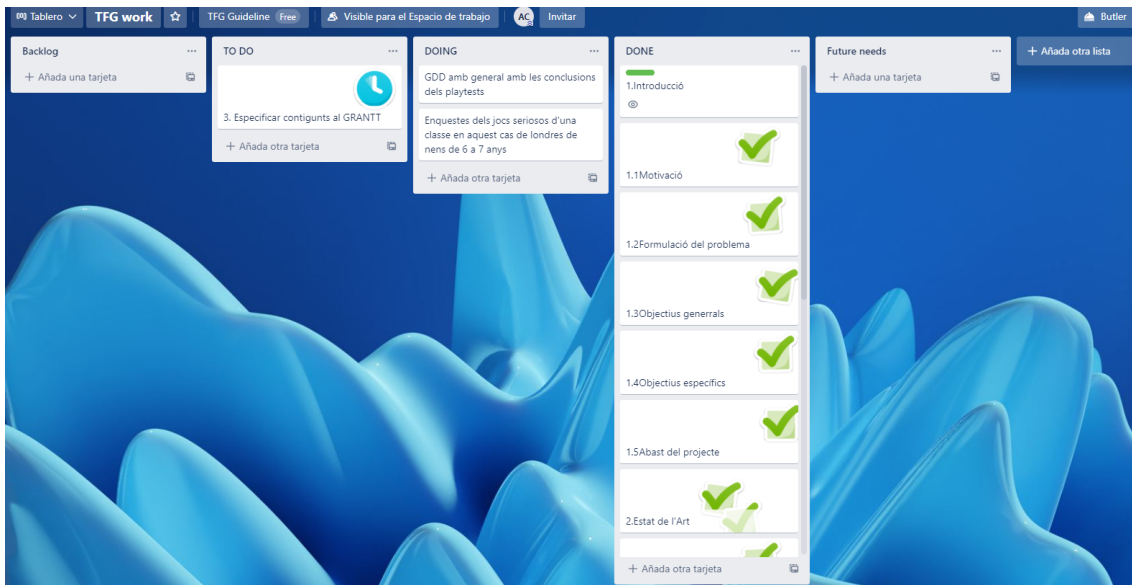 Tablero
TFG work
TFG Guideline Free
Visible para el Espacio de trabajo
AC
Invitar
Butler
Backlog
+ Añada una tarjeta
TO DO
3. Especificar contigunts al GRANTT
+ Añada otra tarjeta
DOING
GDD amb general amb les conclusions
dels playtests
Enquestes dels jocs seriosos d'una
classe en aquest cas de londres de
nens de 6 a 7 anys
+ Añada otra tarjeta
DONE
1.Introducció
1.1Motivació
1.2Formulació del problema
1.3Objectius generrals
1.4Objectius específics
1.5Abast del projecte
2.Estat de l'Art
+ Añada otra tarjeta
Future needs
+ Añada una tarjeta
+ Añada otra lista